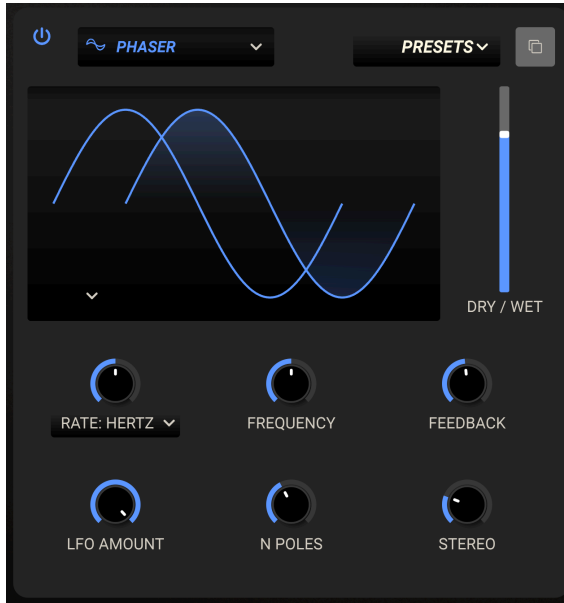 PHASER
PRESETS
DRY / WET
RATE: HERTZ
FREQUENCY
FEEDBACK
LFO AMOUNT
N POLES
STEREO